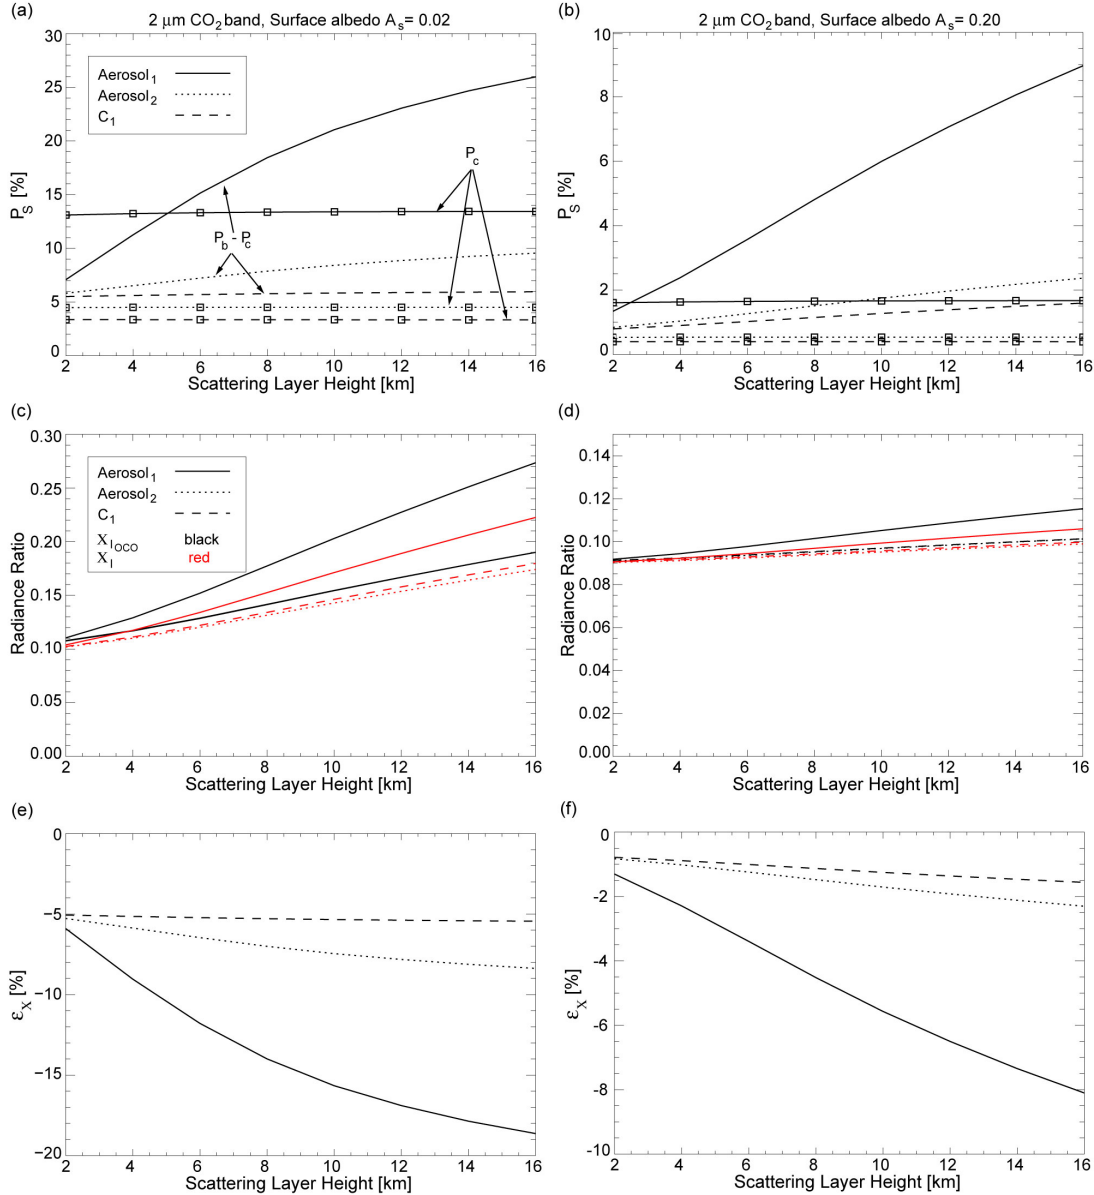 (a)
2 μm CO2 band, Surface albedo As = 0.02
30
25
20
15
10
5
0
PS [%]
Aerosol1
Aerosol2
C1
Pc
Pb - Pc
2 4 6 8 10 12 14 16
Scattering Layer Height [km]
(b)
2 μm CO2 band, Surface albedo As = 0.20
10
8
6
4
2
0
PS [%]
2 4 6 8 10 12 14 16
Scattering Layer Height [km]
(c)
0.30
0.25
0.20
0.15
0.10
0.05
0.00
Radiance Ratio
Aerosol1
Aerosol2
C1
XIOCO black
XI red
2 4 6 8 10 12 14 16
Scattering Layer Height [km]
(d)
0.14
0.12
0.10
0.08
0.06
0.04
0.02
0.00
Radiance Ratio
2 4 6 8 10 12 14 16
Scattering Layer Height [km]
(e)
0
−5
−10
−15
−20
εX [%]
2 4 6 8 10 12 14 16
Scattering Layer Height [km]
(f)
0
-2
-4
-6
-8
-10
εX [%]
2 4 6 8 10 12 14 16
Scattering Layer Height [km]